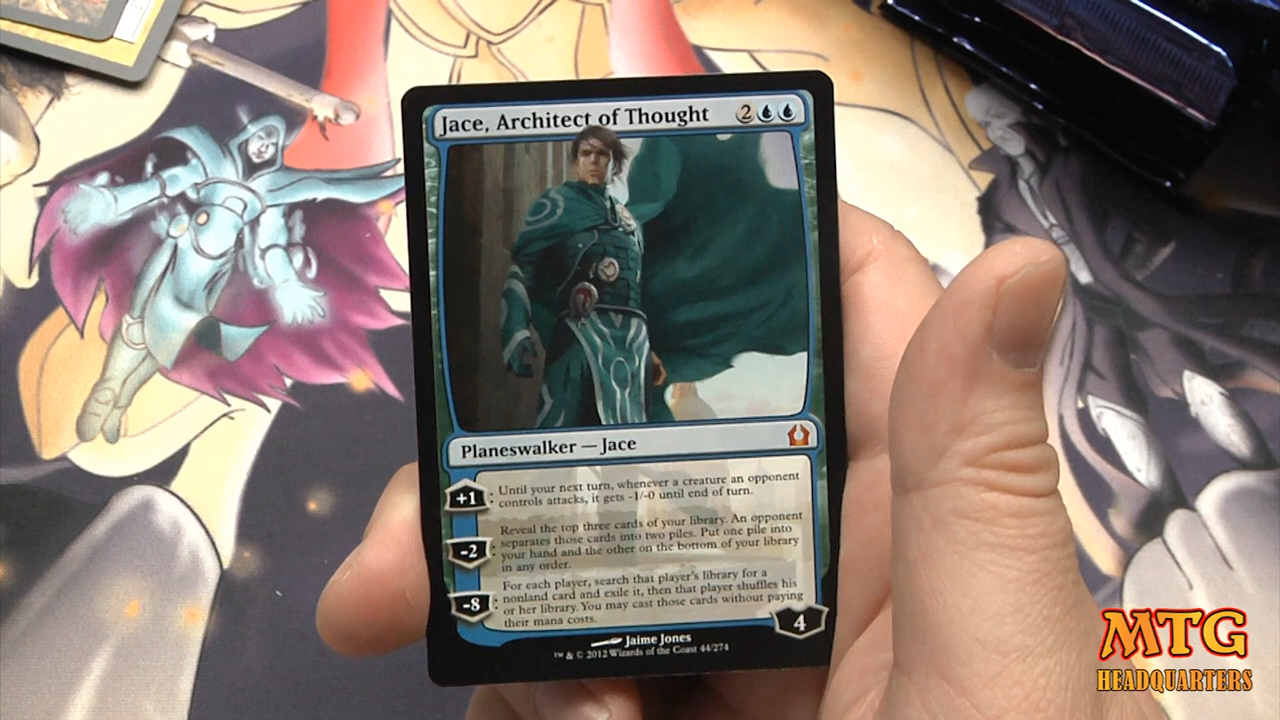 Jace, Architect of Thought 2
Planeswalker — Jace
+1: Until your next turn, whenever a creature an opponent
controls attacks, it gets -1/-0 until end of turn.
-2: Reveal the top three cards of your library. An opponent
separates those cards into two piles. Put one pile into
your hand and the other on the bottom of your library
in any order.
-8: For each player, search that player's library for a
nonland card and exile it, then that player shuffles his
or her library. You may cast those cards without paying
their mana costs.
4
Jaime Jones
™ & © 2012 Wizards of the Coast 44/274
MTG
HEADQUARTERS